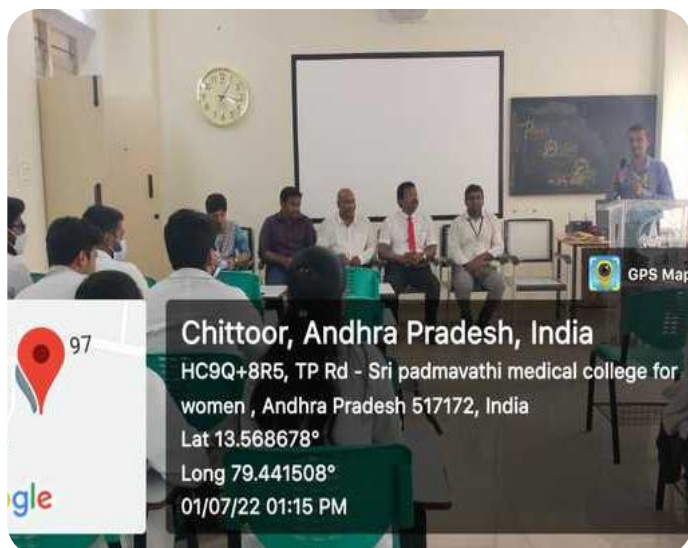 GPS Map
97
gle
Chittoor, Andhra Pradesh, India
HC9Q+8R5, TP Rd - Sri padmavathi medical college for
women , Andhra Pradesh 517172, India
Lat 13.568678°
Long 79.441508°
01/07/22 01:15 PM